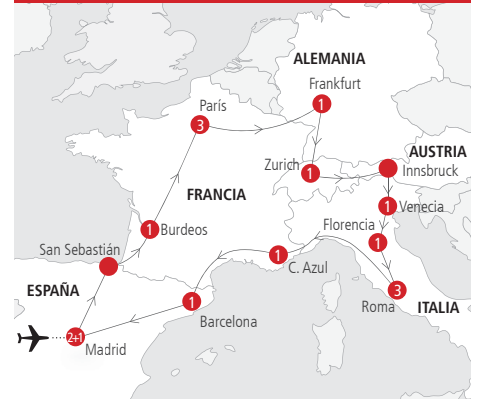 ALEMANIA
Frankfurt
1
París
3
AUSTRIA
Innsbruck
Zurich
1
FRANCIA
1
Venecia
1
Burdeos
Florencia
1
San Sebastián
1
C. Azul
ESPAÑA
1
Barcelona
3
Roma
ITALIA
2+1
Madrid